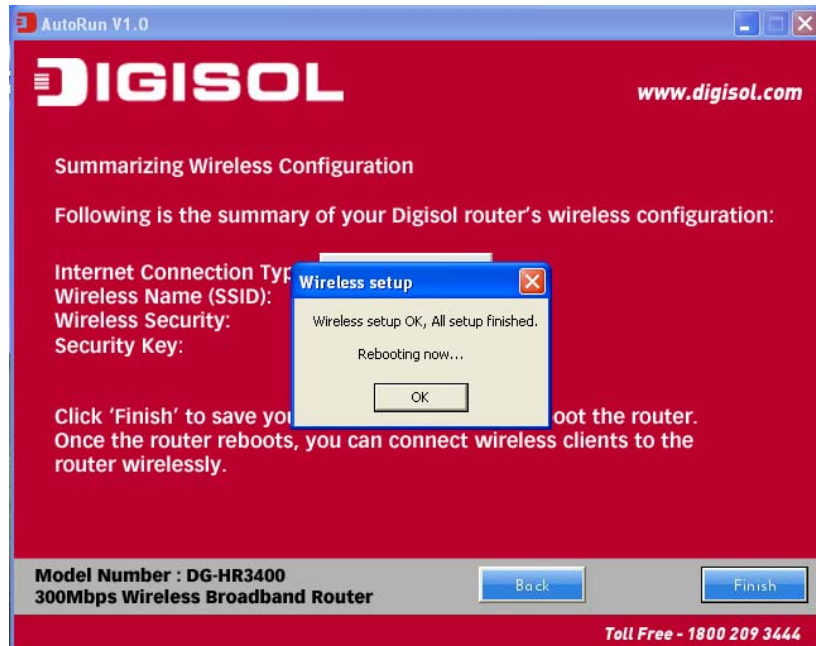 AutoRun V1.0
DIGISOL
www.digisol.com
Summarizing Wireless Configuration
Following is the summary of your Digisol router's wireless configuration:
Internet Connection Typ
Wireless Name (SSID):
Wireless Security:
Security Key:
Wireless setup
Wireless setup OK, All setup finished.
Rebooting now...
OK
Click 'Finish' to save you oot the router.
Once the router reboots, you can connect wireless clients to the
router wirelessly.
Model Number : DG-HR3400
300Mbps Wireless Broadband Router
Back
Finish
Toll Free - 1800 209 3444